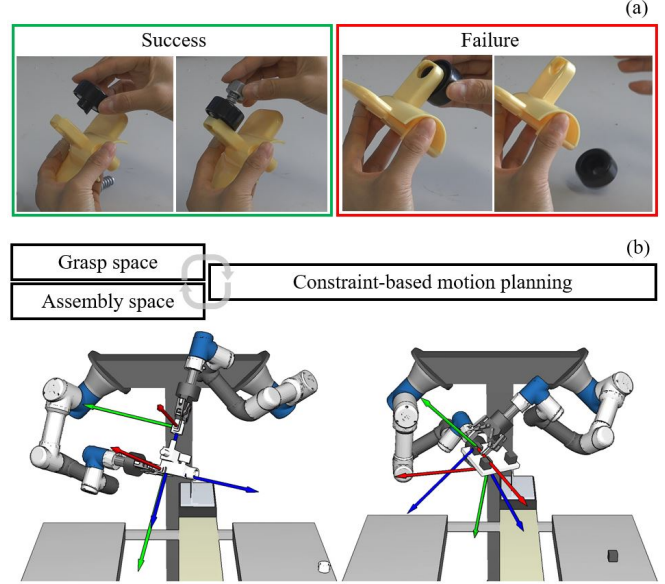 (a)
Success
Failure
(b)
Grasp space
Assembly space
Constraint-based motion planning